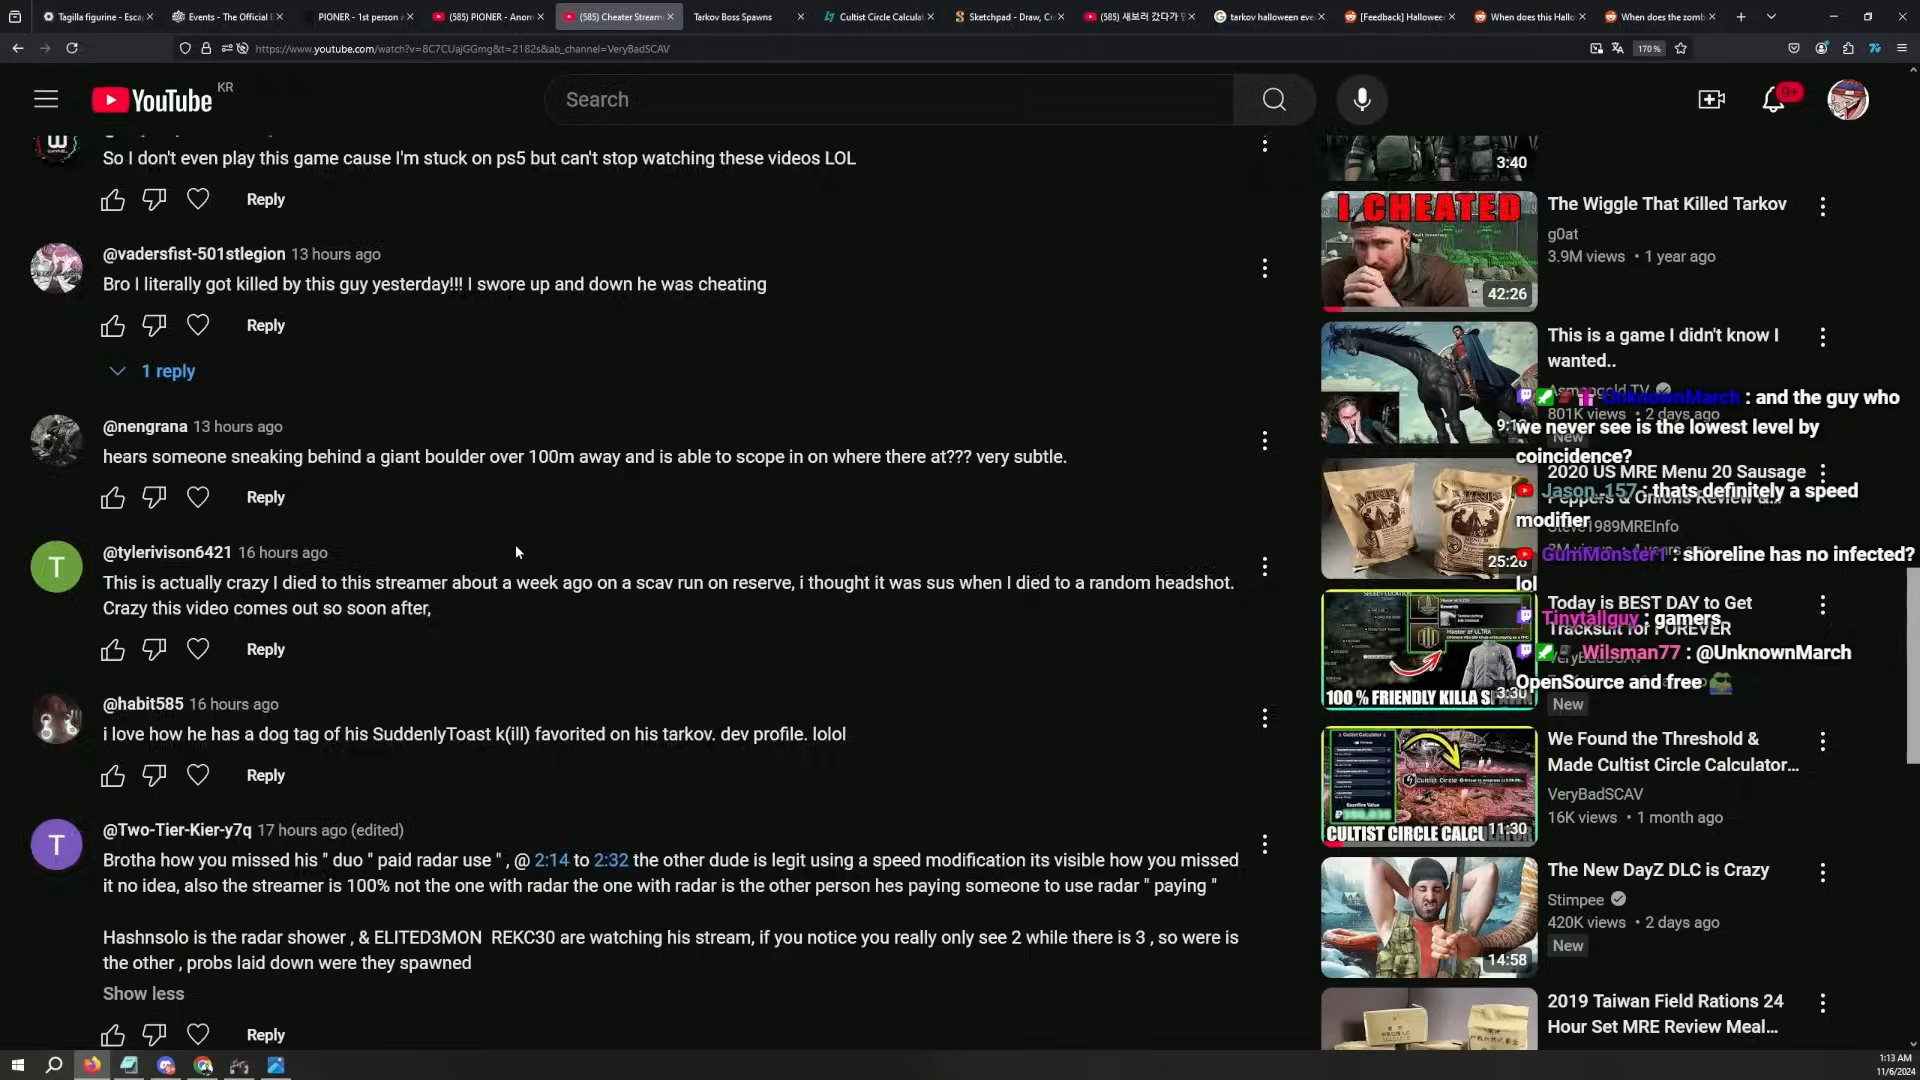 Tagilla figurine - Esca
Events - The Official E
PIONER - 1st person a
(585) PIONER - Anom
(585) Cheater Stream
Tarkov Boss Spawns
Cultist Circle Calculat
Sketchpad - Draw, Cr
(585) 새보러 갔다가
tarkov halloween eve
[Feedback] Hallowee
When does this Hallo
When does the zomb
https://www.youtube.com/watch?v=8C7CUajGGmg&t=2182s&ab_channel=VeryBadSCAV
170%
YouTube KR
Search
9+
So I don't even play this game cause I'm stuck on ps5 but can't stop watching these videos LOL
Reply
@vadersfist-501stlegion 13 hours ago
Bro I literally got killed by this guy yesterday!!! I swore up and down he was cheating
Reply
1 reply
@nengrana 13 hours ago
hears someone sneaking behind a giant boulder over 100m away and is able to scope in on where there at??? very subtle.
Reply
T
@tylerivison6421 16 hours ago
This is actually crazy I died to this streamer about a week ago on a scav run on reserve, i thought it was sus when I died to a random headshot.
Crazy this video comes out so soon after,
Reply
@habit585 16 hours ago
i love how he has a dog tag of his SuddenlyToast k(ill) favorited on his tarkov. dev profile. lolol
Reply
T
@Two-Tier-Kier-y7q 17 hours ago (edited)
Brotha how you missed his " duo " paid radar use " , @ 2:14 to 2:32 the other dude is legit using a speed modification its visible how you missed
it no idea, also the streamer is 100% not the one with radar the one with radar is the other person hes paying someone to use radar " paying "
Hashnsolo is the radar shower , & ELITED3MON REKC30 are watching his stream, if you notice you really only see 2 while there is 3 , so were is
the other , probs laid down were they spawned
Show less
Reply
3:40
I CHEATED
42:26
The Wiggle That Killed Tarkov
g0at
3.9M views • 1 year ago
This is a game I didn't know I
wanted..
Asmongold TV
801K views • 2 days ago
New
UnknownMarch : and the guy who
we never see is the lowest level by
coincidence?
MRE
25:26
2020 US MRE Menu 20 Sausage
Peppers & Onions Review
Steve1989MREInfo
Jason_157 : thats definitely a speed
modifier
GumMonster1 : shoreline has no infected?
lol
100 % FRIENDLY KILLA
3:30
Today is BEST DAY to Get
Tracksuit for FOREVER
VeryBadSCAV
New
Tinytallguy : gamers
Wilsman77 : @UnknownMarch
OpenSource and free
Cultist Circle
CULTIST CIRCLE
11:30
We Found the Threshold &
Made Cultist Circle Calculator...
VeryBadSCAV
16K views • 1 month ago
14:58
The New DayZ DLC is Crazy
Stimpee
420K views • 2 days ago
New
2019 Taiwan Field Rations 24
Hour Set MRE Review Meal...
1:13 AM
11/6/2024